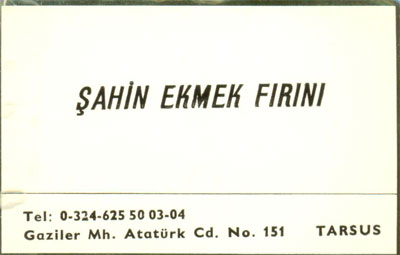 ŞAHİN EKMEK FIRINI
Tel: 0-324-625 50 03-04
Gaziler Mh. Atatürk Cd. No. 151 TARSUS